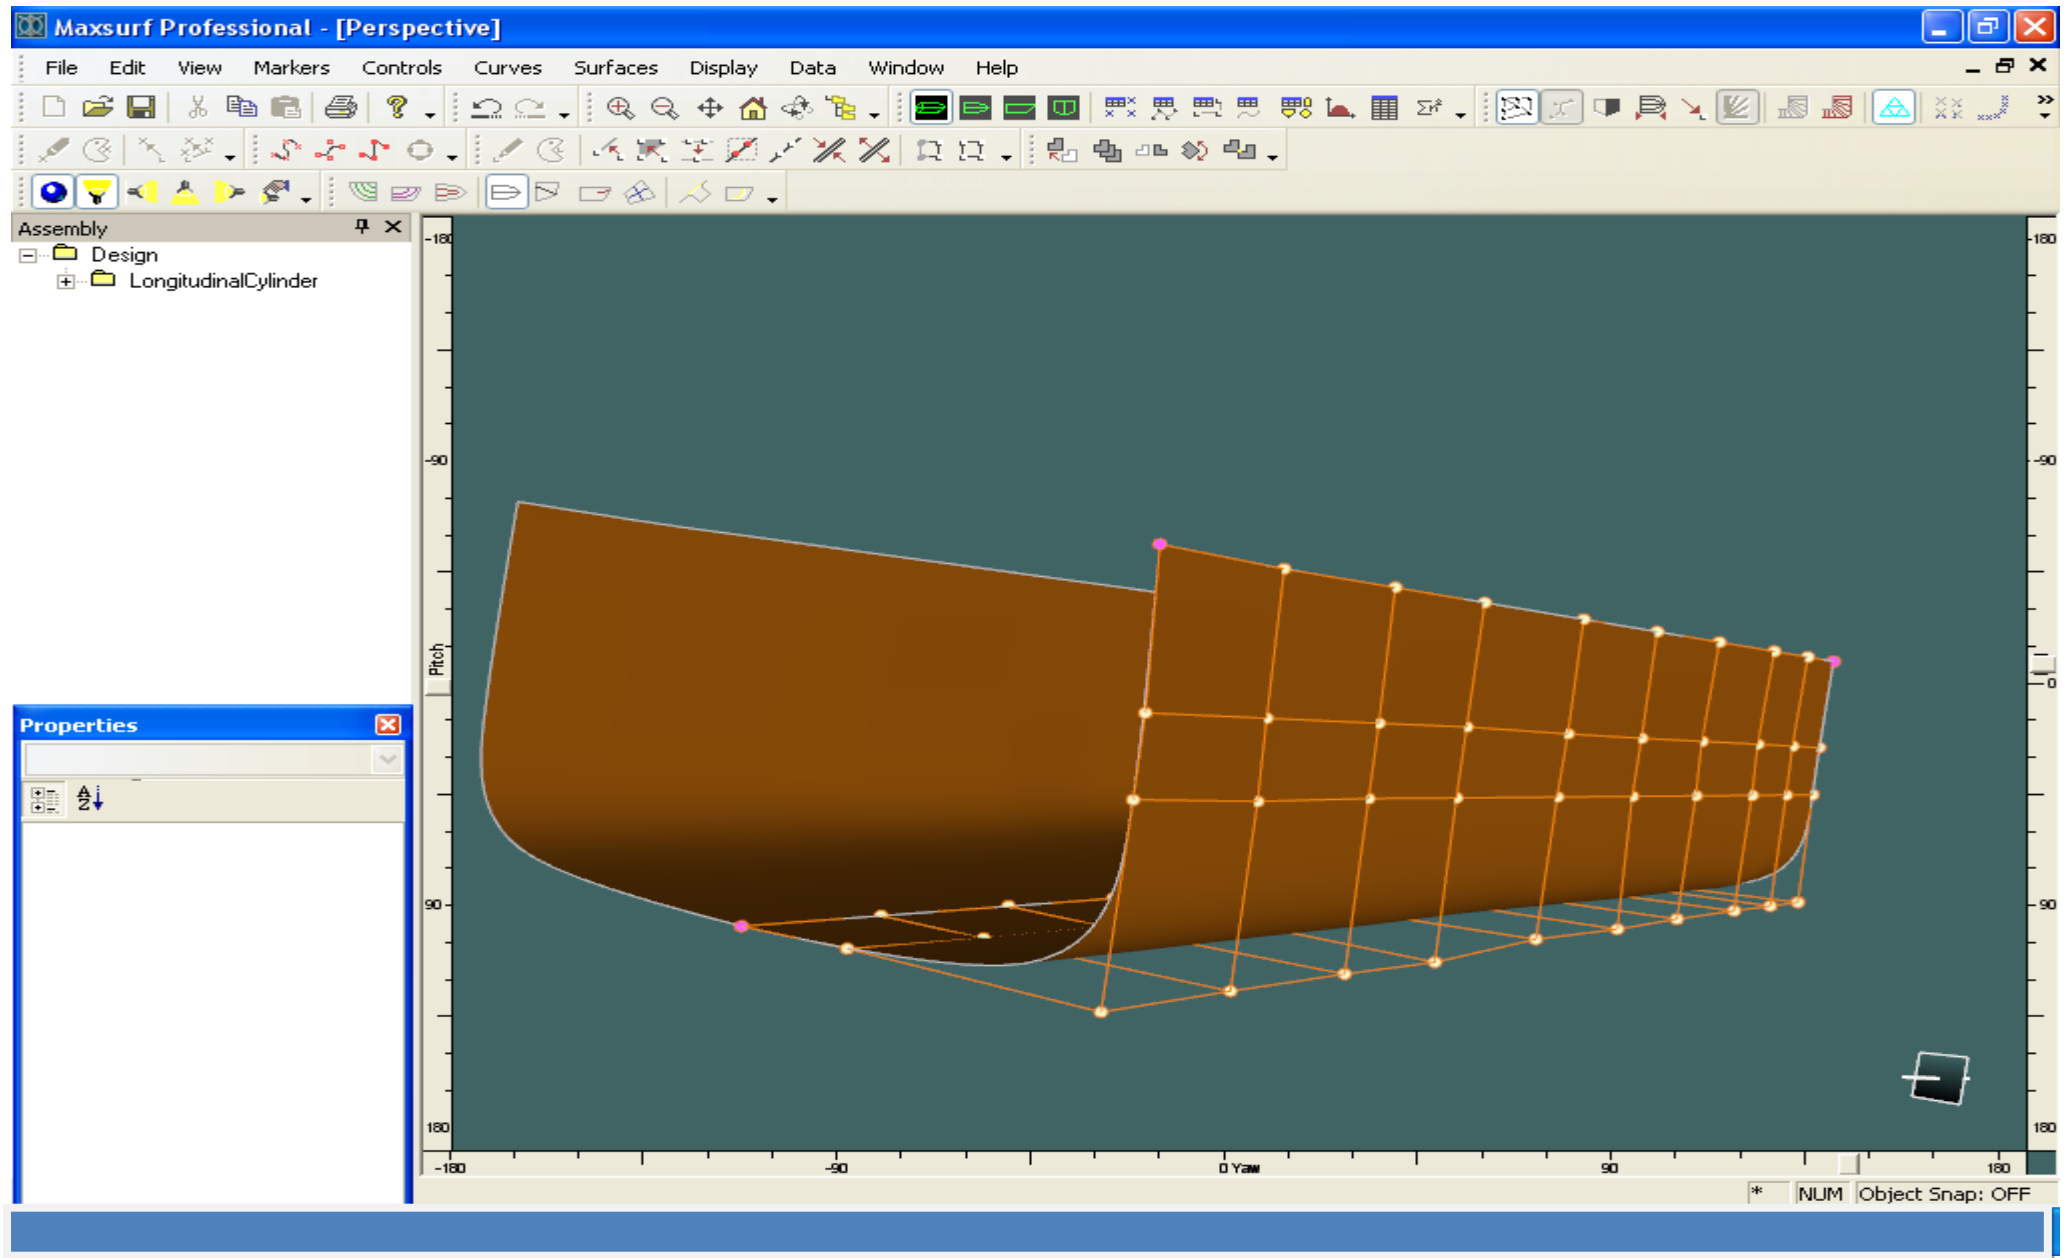 Maxsurf Professional - [Perspective]
File Edit View Markers Controls Curves Surfaces Display Data Window Help
Assembly
Design
LongitudinalCylinder
Properties
-180 -180
-90 -90
Pitch
0
90 90
180 180
-180 -90 0 Yaw 90 180
* NUM Object Snap: OFF